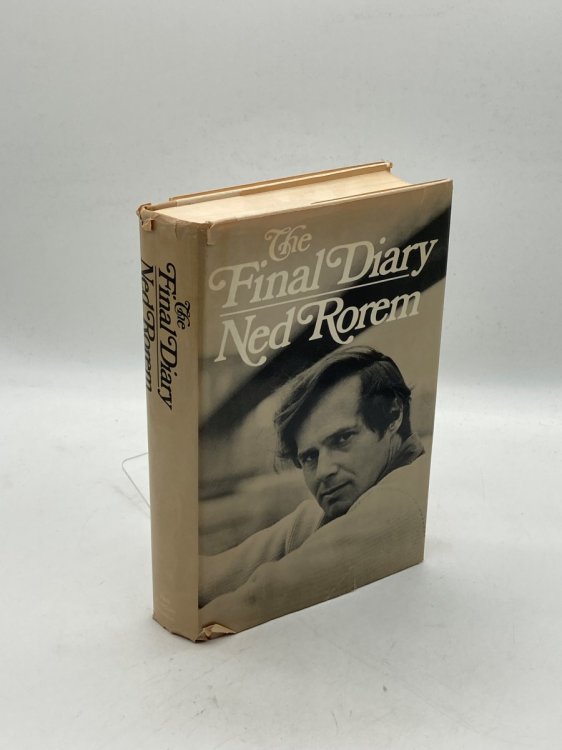 The
Final Diary
Ned Rorem
The
Final Diary
Ned Rorem